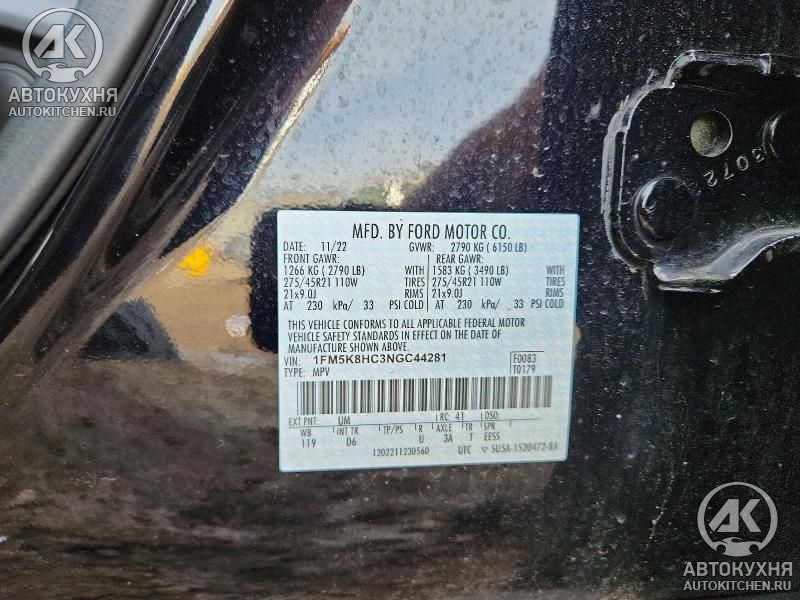 АК
АВТОКУХНЯ
AUTOKITCHEN.RU
3072
MFD. BY FORD MOTOR CO.
DATE: 11/22 GVWR: 2790 KG ( 6150 LB)
FRONT GAWR: REAR GAWR:
1266 KG ( 2790 LB) WITH 1583 KG ( 3490 LB) WITH
275/45R21 110W TIRES 275/45R21 110W TIRES
21x9.0J RIMS 21x9.0J RIMS
AT 230 kPa/ 33 PSI COLD AT 230 kPa/ 33 PSI COLD
THIS VEHICLE CONFORMS TO ALL APPLICABLE FEDERAL MOTOR
VEHICLE SAFETY STANDARDS IN EFFECT ON THE DATE OF
MANUFACTURE SHOWN ABOVE.
VIN: 1FM5K8HC3NGC44281 F0083
TYPE: MPV T0179
EXT PNT: UM RC: 41 DSO:
WB INT TR TP/PS R AXLE TR SPR
119 D6 U 3A T EESS
1202211230560 UTC ▽ SU5A-1520472-BA
АК
АВТОКУХНЯ
AUTOKITCHEN.RU